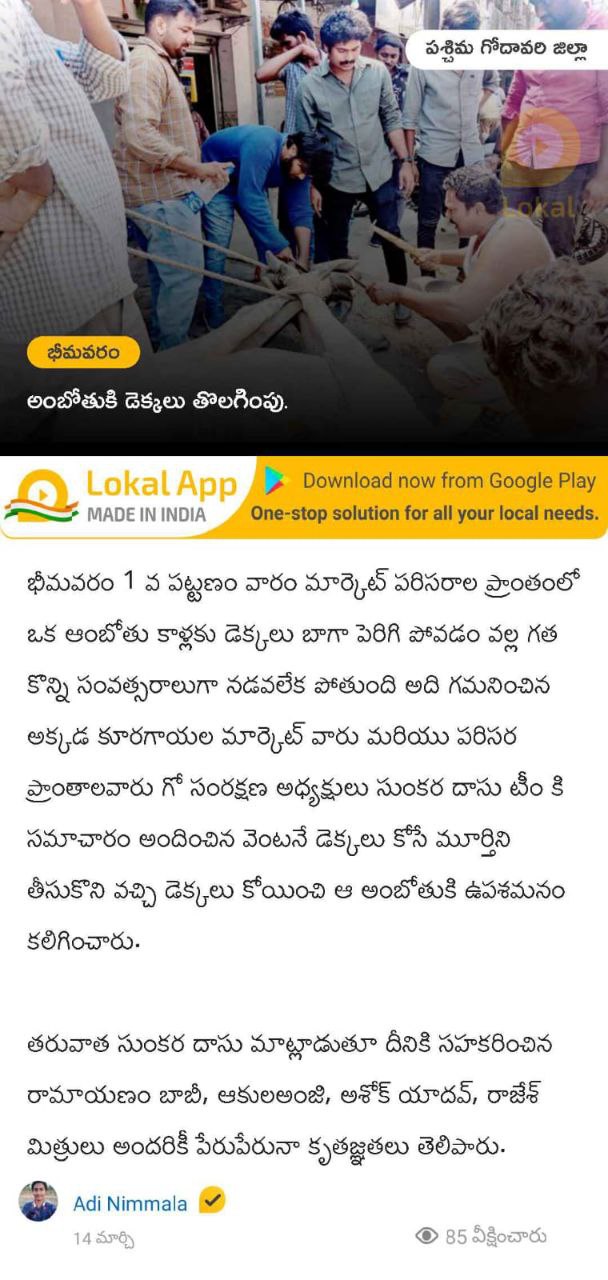 పశ్చిమ గోదావరి జిల్లా
Lokal
భీమవరం
అంబోతుకి డెక్కలు తొలగింపు.
Lokal App
MADE IN INDIA
Download now from Google Play
One-stop solution for all your local needs.
భీమవరం 1 వ పట్టణం వారం మార్కెట్ పరిసరాల ప్రాంతంలో
ఒక ఆంబోతు కాళ్లకు డెక్కలు బాగా పెరిగి పోవడం వల్ల గత
కొన్ని సంవత్సరాలుగా నడవలేక పోతుంది అది గమనించిన
అక్కడ కూరగాయల మార్కెట్ వారు మరియు పరిసర
ప్రాంతాలవారు గో సంరక్షణ అధ్యక్షులు సుంకర దాసు టీం కి
సమాచారం అందించిన వెంటనే డెక్కలు కోసే మూర్తిని
తీసుకొని వచ్చి డెక్కలు కోయించి ఆ అంబోతుకి ఉపశమనం
కలిగించారు.
తరువాత సుంకర దాసు మాట్లాడుతూ దీనికి సహకరించిన
రామాయణం బాబీ, ఆకులఅంజి, అశోక్ యాదవ్, రాజేశ్
మిత్రులు అందరికీ పేరుపేరునా కృతజ్ఞతలు తెలిపారు.
Adi Nimmala
14 మార్చి
85 వీక్షించారు